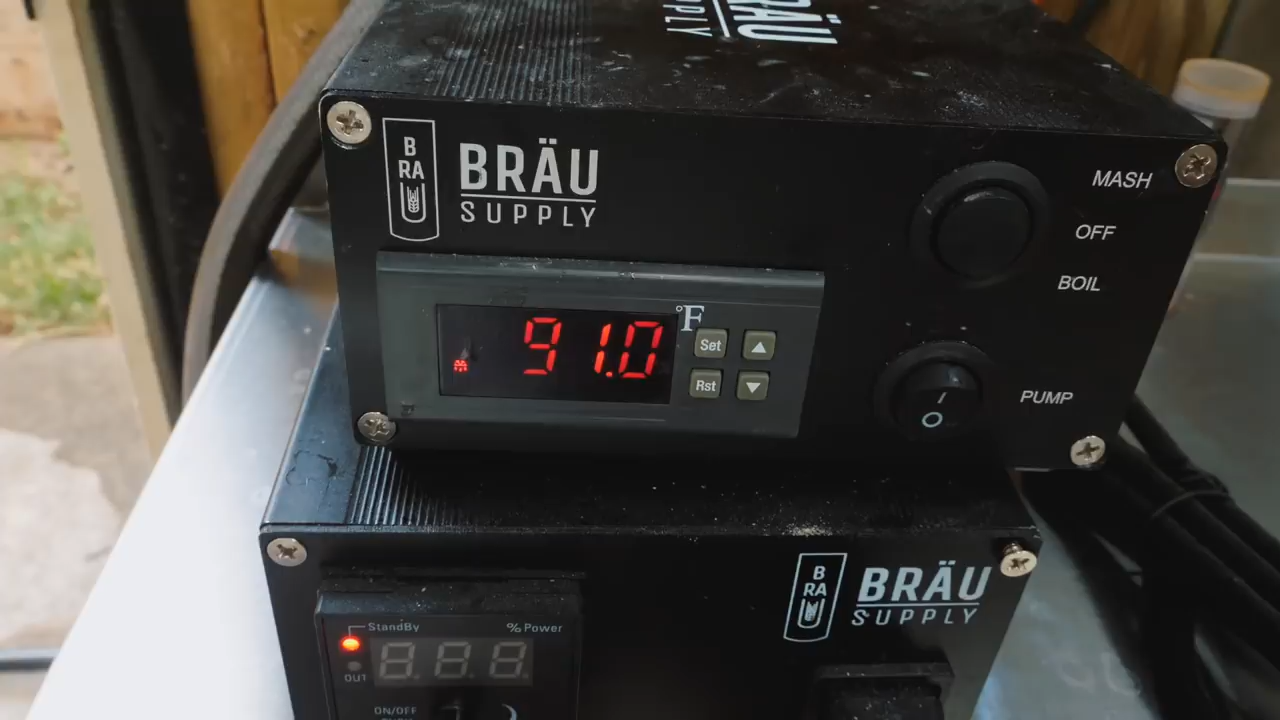 BRÄU
SUPPLY
B
RA
U
BRÄU
SUPPLY
MASH
OFF
BOIL
°F
91.0
Set
Rst
PUMP
B
RA
U
BRÄU
SUPPLY
StandBy
% Power
OUT
ON/OFF